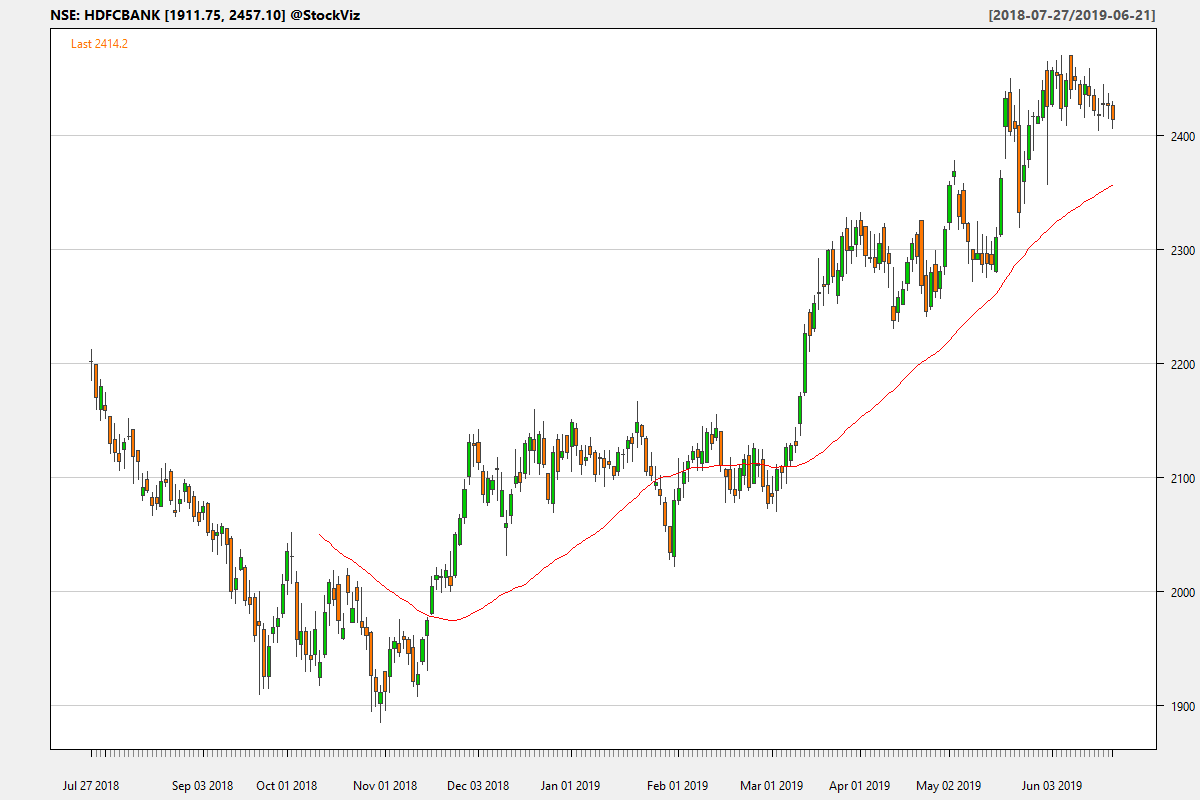 NSE: HDFCBANK [1911.75, 2457.10] @StockViz [2018-07-27/2019-06-21]
Last 2414.2
2400
2300
2200
2100
2000
1900
Jul 27 2018 Sep 03 2018 Oct 01 2018 Nov 01 2018 Dec 03 2018 Jan 01 2019 Feb 01 2019 Mar 01 2019 Apr 01 2019 May 02 2019 Jun 03 2019